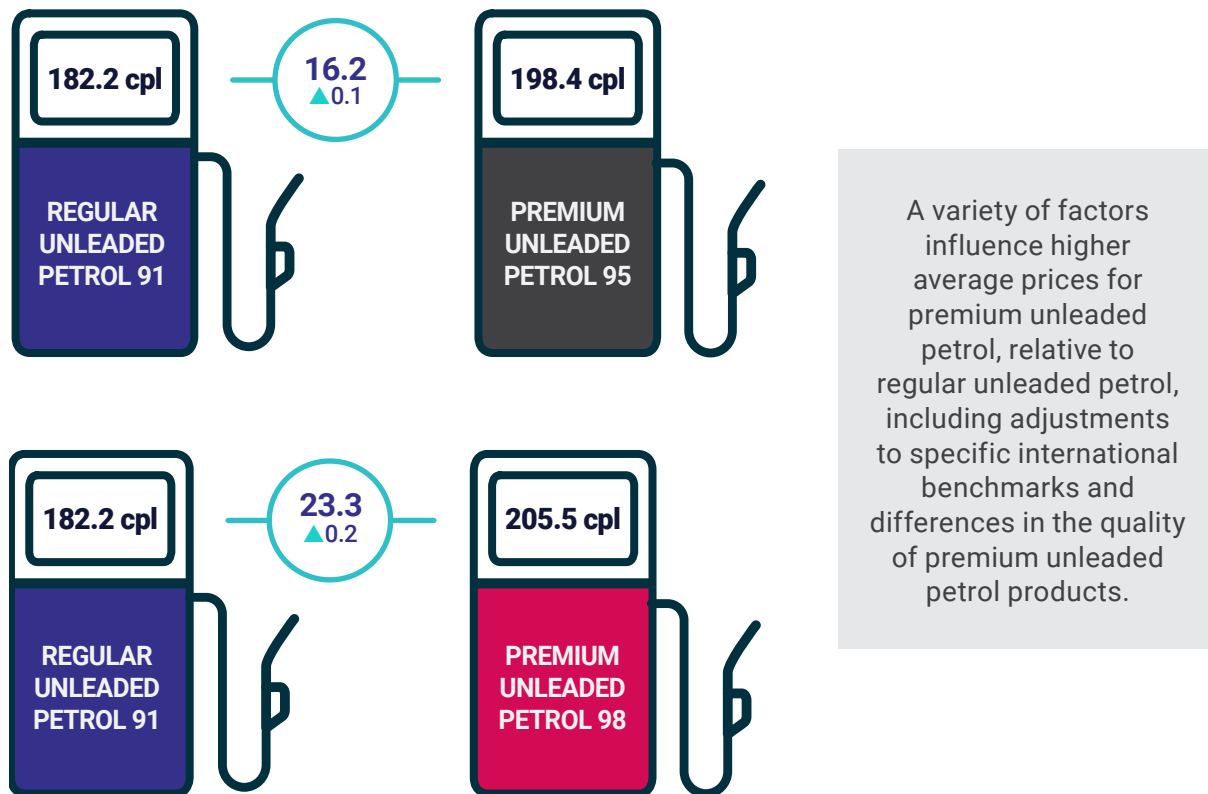 182.2 cpl
16.2
▲0.1
198.4 cpl
REGULAR
UNLEADED
PETROL 91
PREMIUM
UNLEADED
PETROL 95
182.2 cpl
23.3
▲0.2
205.5 cpl
REGULAR
UNLEADED
PETROL 91
PREMIUM
UNLEADED
PETROL 98
A variety of factors
influence higher
average prices for
premium unleaded
petrol, relative to
regular unleaded petrol,
including adjustments
to specific international
benchmarks and
differences in the quality
of premium unleaded
petrol products.